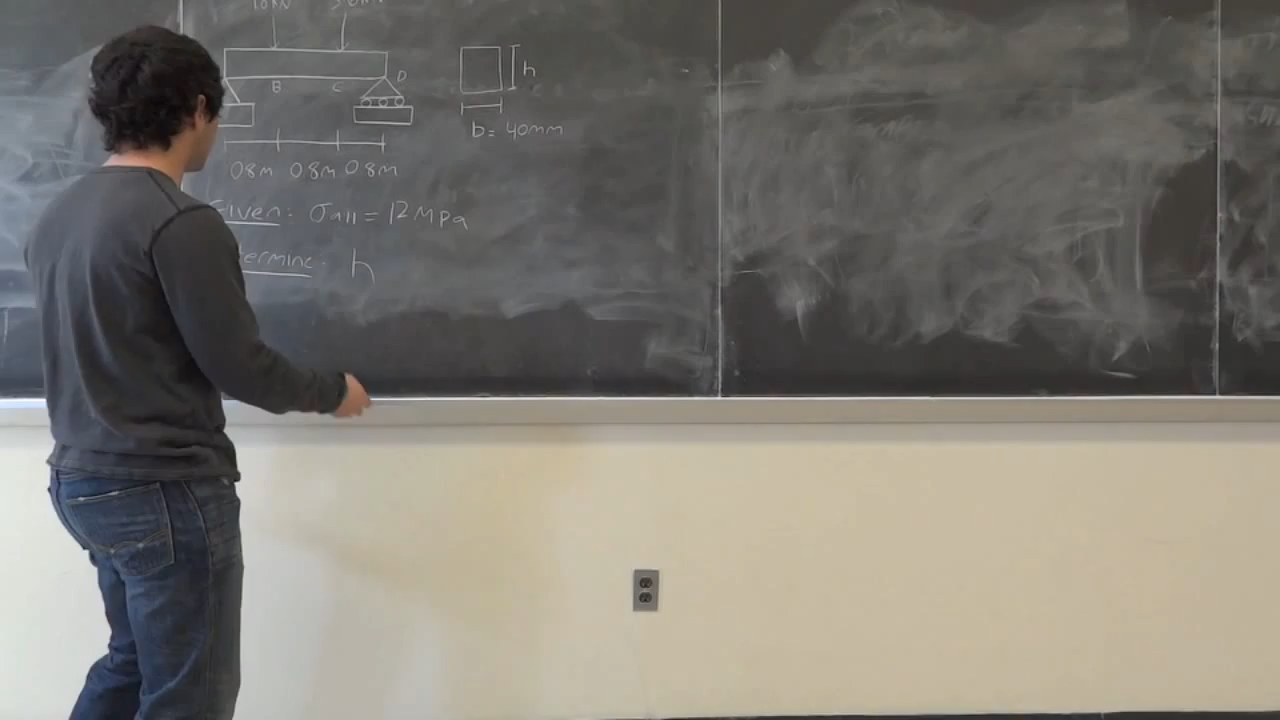 B C D
h
b = 40mm
0.8m 0.8m 0.8m
Given: σall = 12 MPa
h